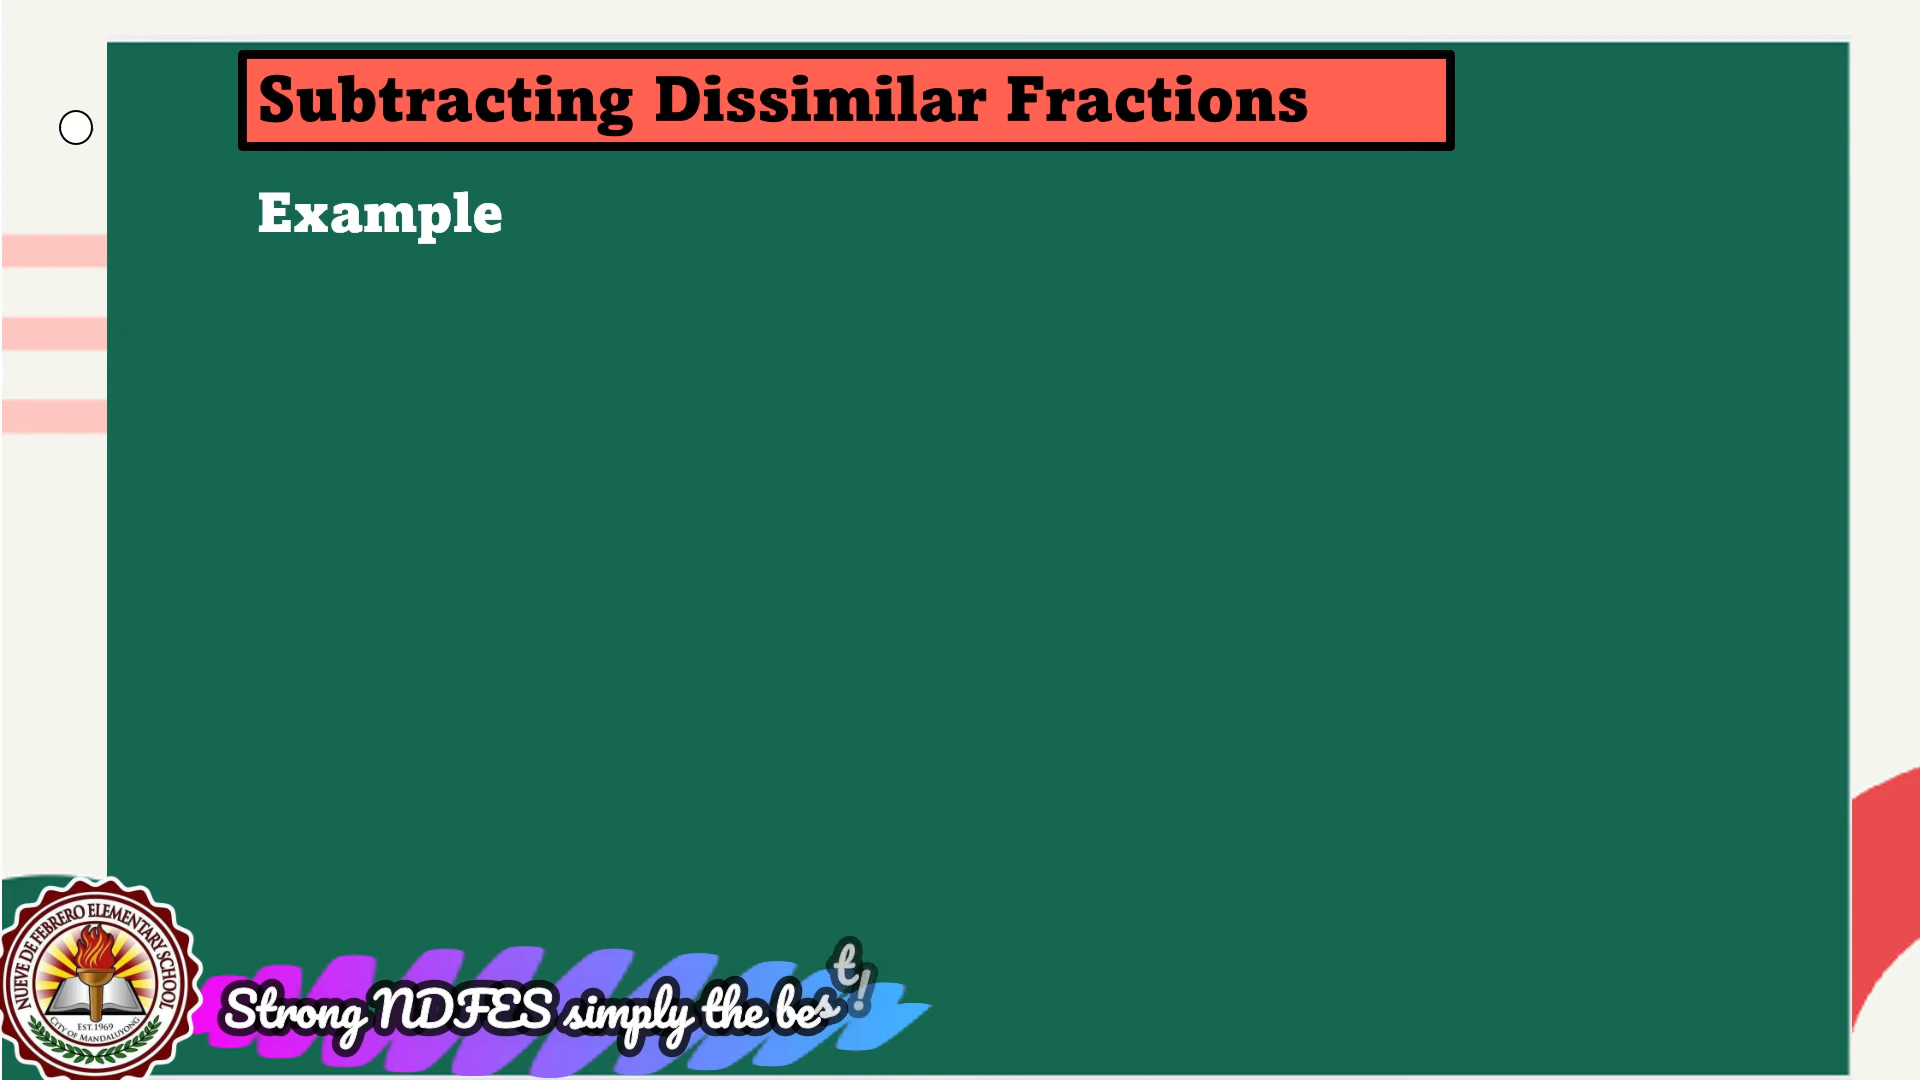 Subtracting Dissimilar Fractions
Example
NUEVE DE FEBRERO ELEMENTARY SCHOOL
EST. 1969
CITY OF MANDALUYONG
Strong NDFES simply the best!